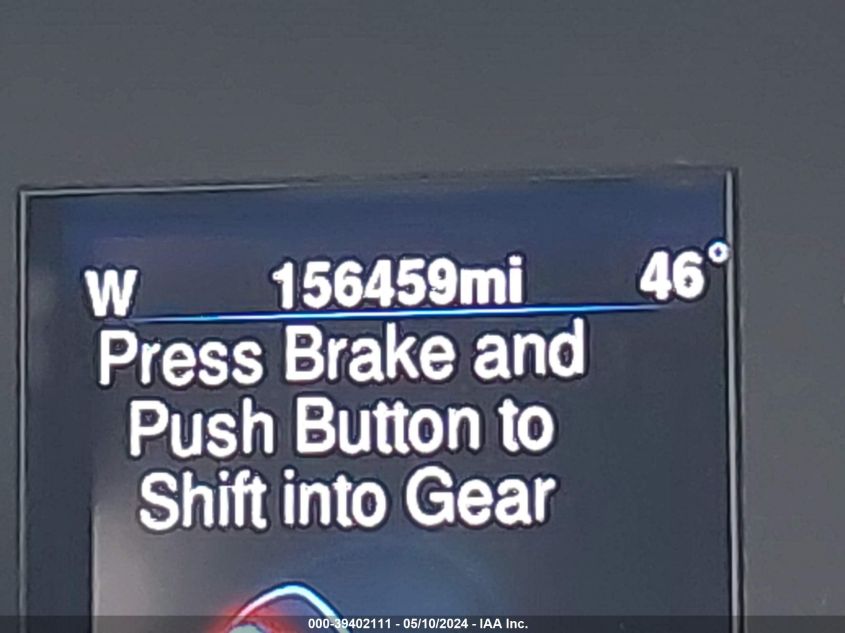 W 156459mi 46°
Press Brake and
Push Button to
Shift into Gear
000-39402111 - 05/10/2024 - IAA Inc.